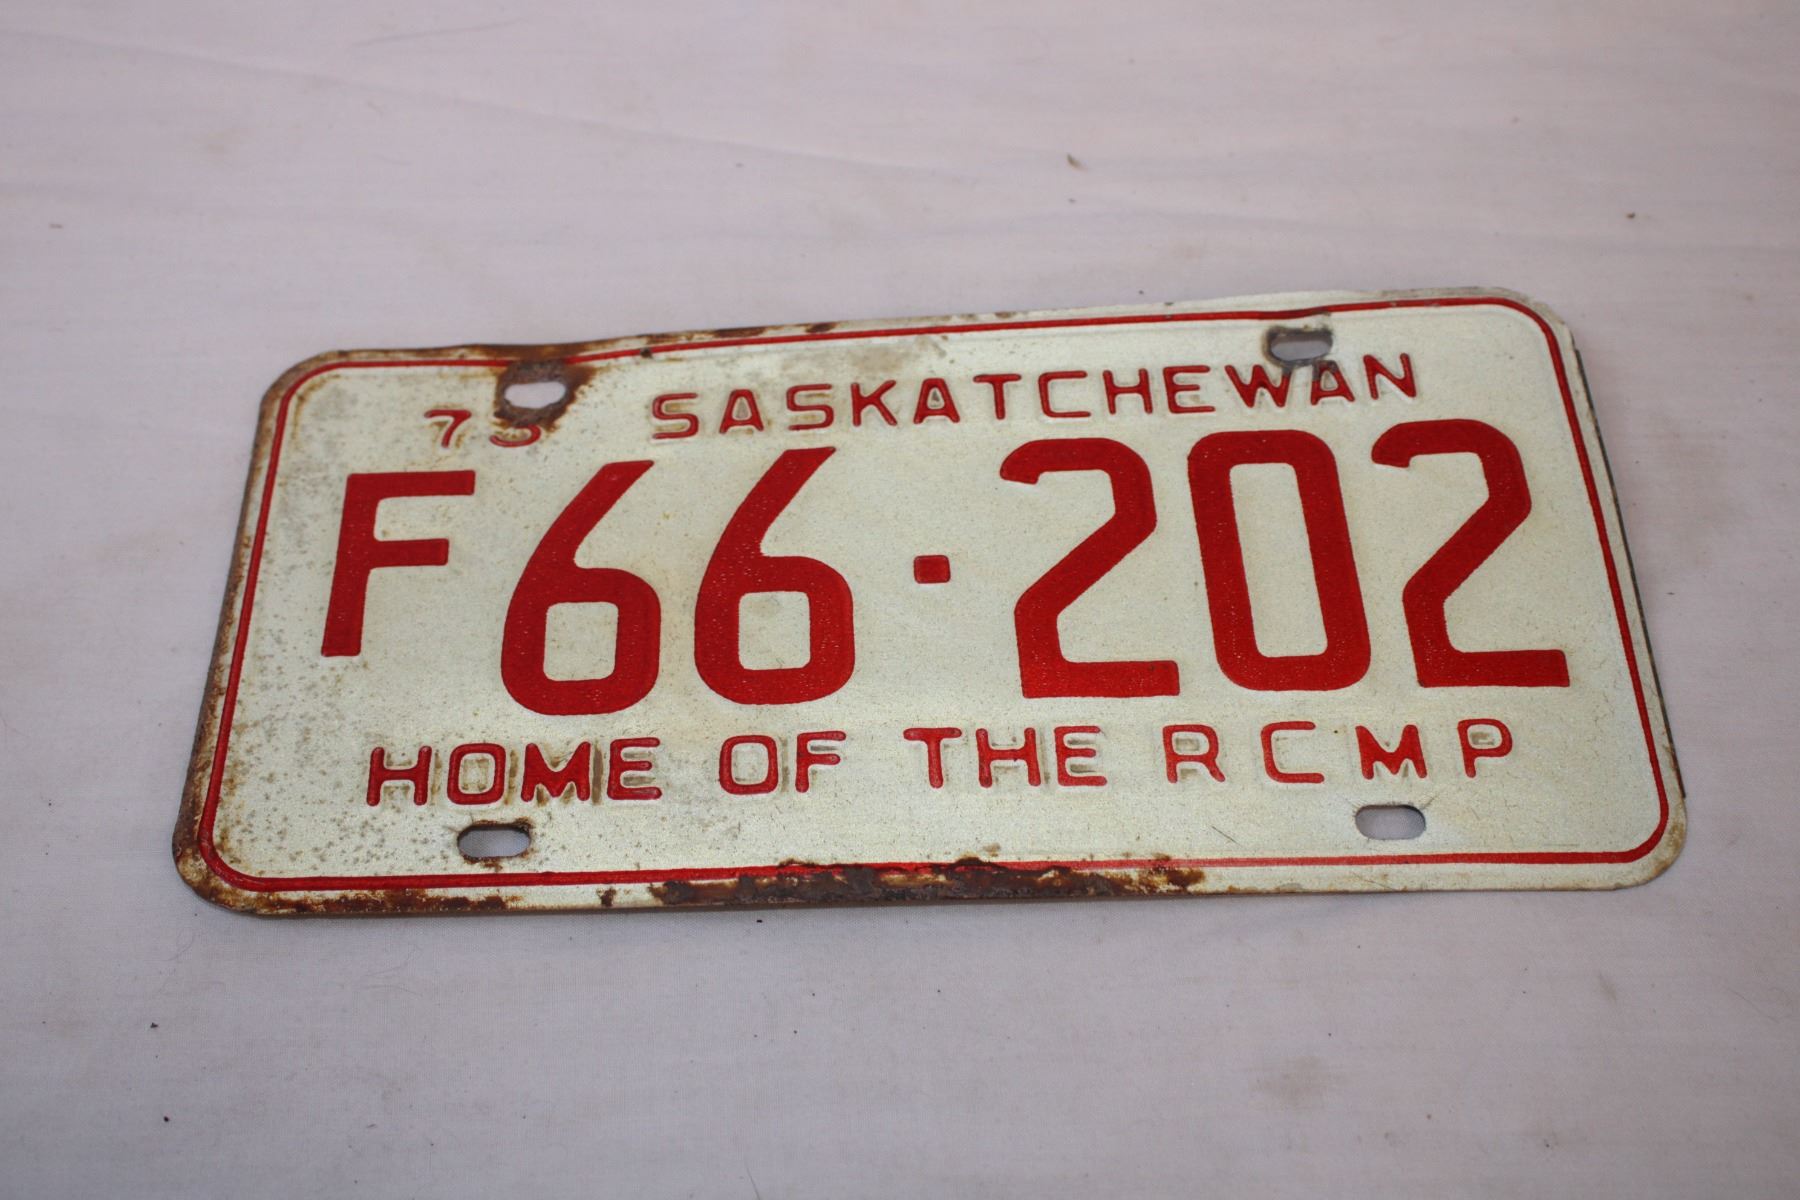 73 SASKATCHEWAN
F66·202
HOME OF THE RCMP